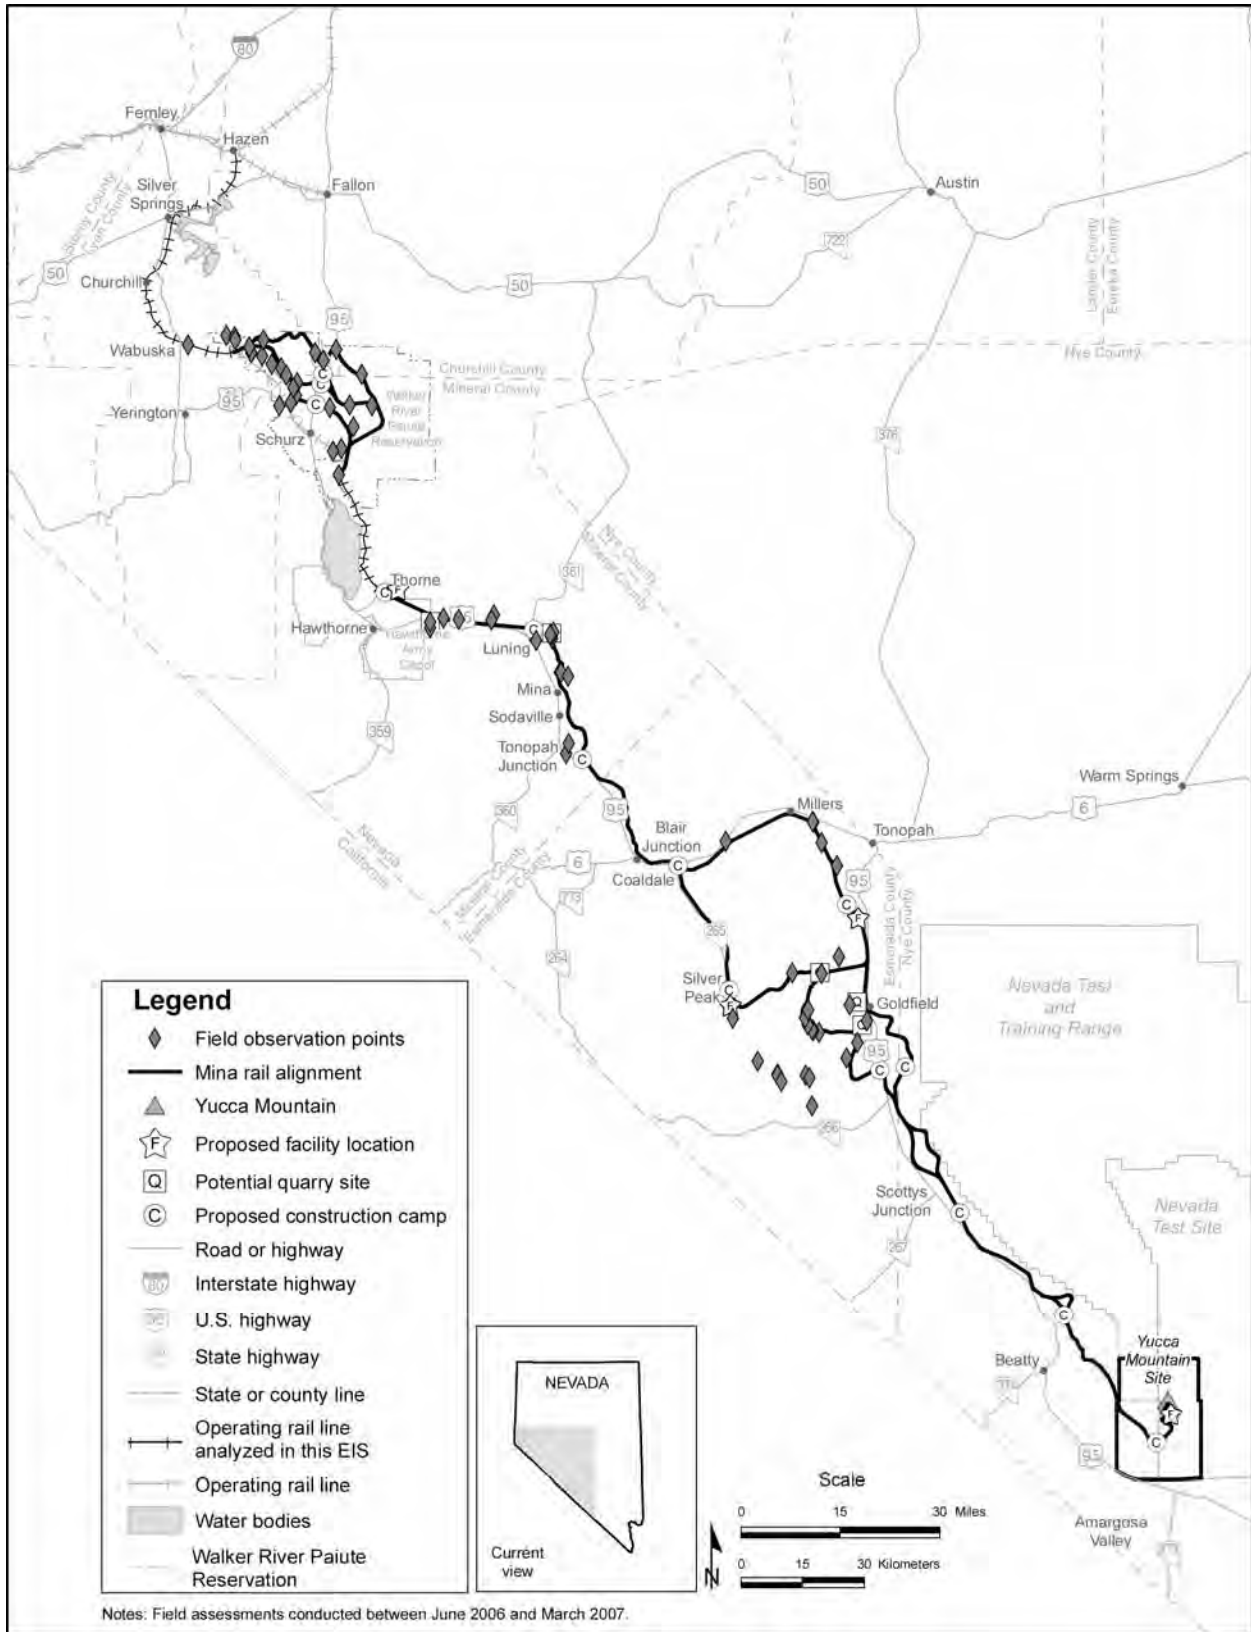 80
Fernley
Hazen
Silver
Springs
Fallon
50
Austin
Storey County
Lyon County
722
50
Churchill
50
Lander County
Eureka County
95
Wabuska
Churchill County
Mineral County
Nye County
Yerington
95
Walker
River
Paiute
Reservation
C
C
C
Schurz
376
Nye County
Mineral County
361
C
F
Thorne
Hawthorne
Hawthorne
Army
Depot
C
Luning
Mina
Sodaville
359
Tonopah
Junction
C
Warm Springs
Nevada
California
360
95
Millers
6
Blair
Junction
Tonopah
6
C
Coaldale
Mineral County
Esmeralda County
773
95
C
F
Esmeralda County
Nye County
265
264
Silver
Peak
C
F
Q
Goldfield
Q
95
C
C
Nevada Test
and
Training Range
266
Scottys
Junction
C
Nevada
Test Site
267
C
Beatty
Yucca
Mountain
Site
F
C
95
Amargosa
Valley
Legend
Field observation points
Mina rail alignment
Yucca Mountain
F Proposed facility location
Q Potential quarry site
C Proposed construction camp
Road or highway
80 Interstate highway
95 U.S. highway
State highway
State or county line
Operating rail line
analyzed in this EIS
Operating rail line
Water bodies
Walker River Paiute
Reservation
NEVADA
Current
view
N
Scale
0 15 30 Miles
0 15 30 Kilometers
Notes: Field assessments conducted between June 2006 and March 2007.